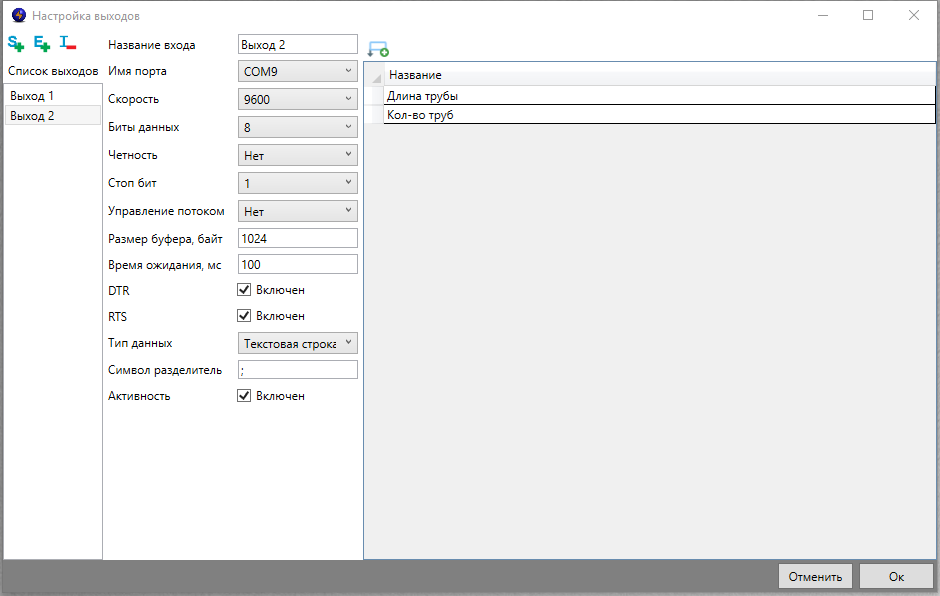 Настройка выходов
S E I
Список выходов
Выход 1
Выход 2
Название входа Выход 2
Имя порта COM9
Скорость 9600
Биты данных 8
Четность Нет
Стоп бит 1
Управление потоком Нет
Размер буфера, байт 1024
Время ожидания, мс 100
DTR Включен
RTS Включен
Тип данных Текстовая строка
Символ разделитель ;
Активность Включен
Название
Длина трубы
Кол-во труб
Отменить Ок